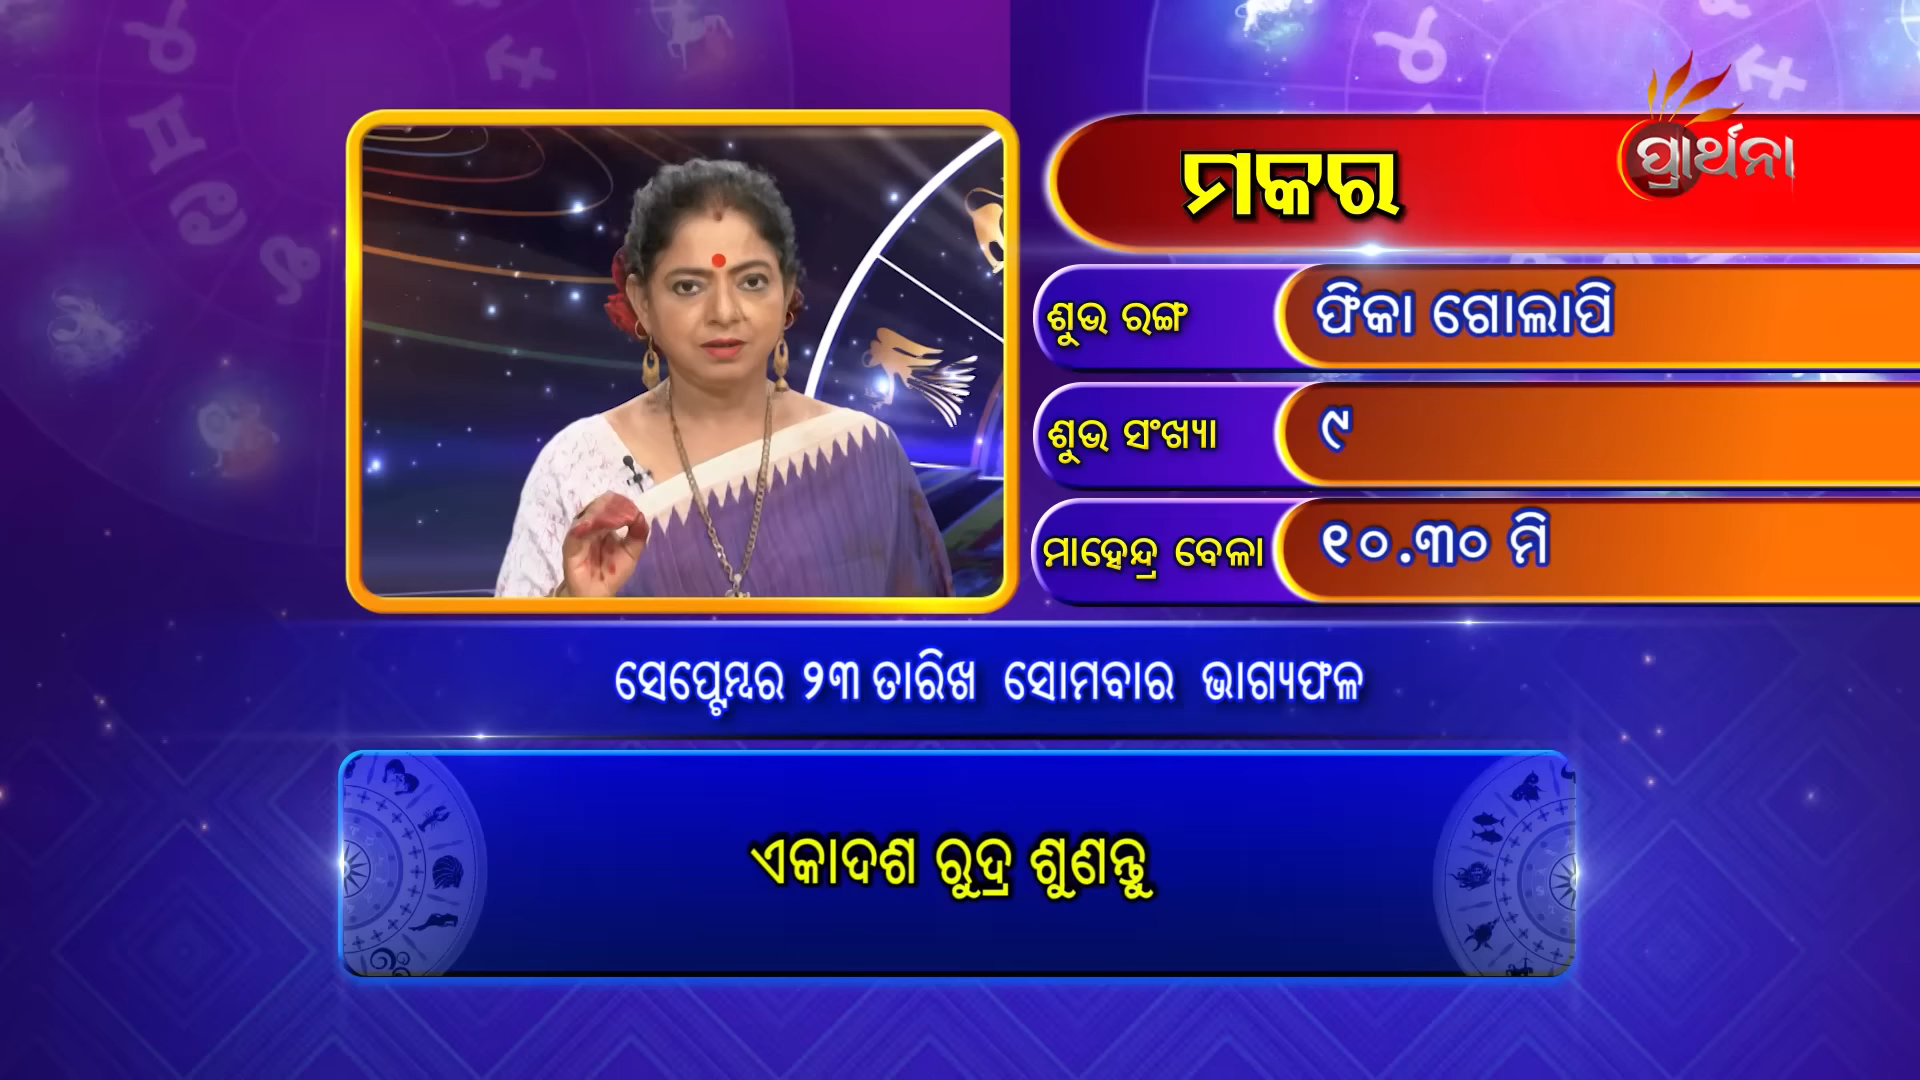 ମକର
ପ୍ରାର୍ଥନା
ଶୁଭ ରଙ୍ଗ
ଫିକା ଗୋଲାପି
ଶୁଭ ସଂଖ୍ୟା
୯
ମାହେନ୍ଦ୍ର ବେଳା
୧୦.୩୦ ମି
ସେପ୍ଟେମ୍ବର ୨୩ ତାରିଖ ସୋମବାର ଭାଗ୍ୟଫଳ
ଏକାଦଶ ରୁଦ୍ର ଶୁଣନ୍ତୁ